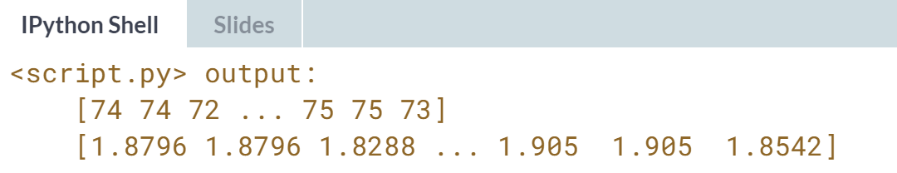 IPython Shell Slides
<script.py> output:
[74 74 72 ... 75 75 73]
[1.8796 1.8796 1.8288 ... 1.905  1.905  1.8542]